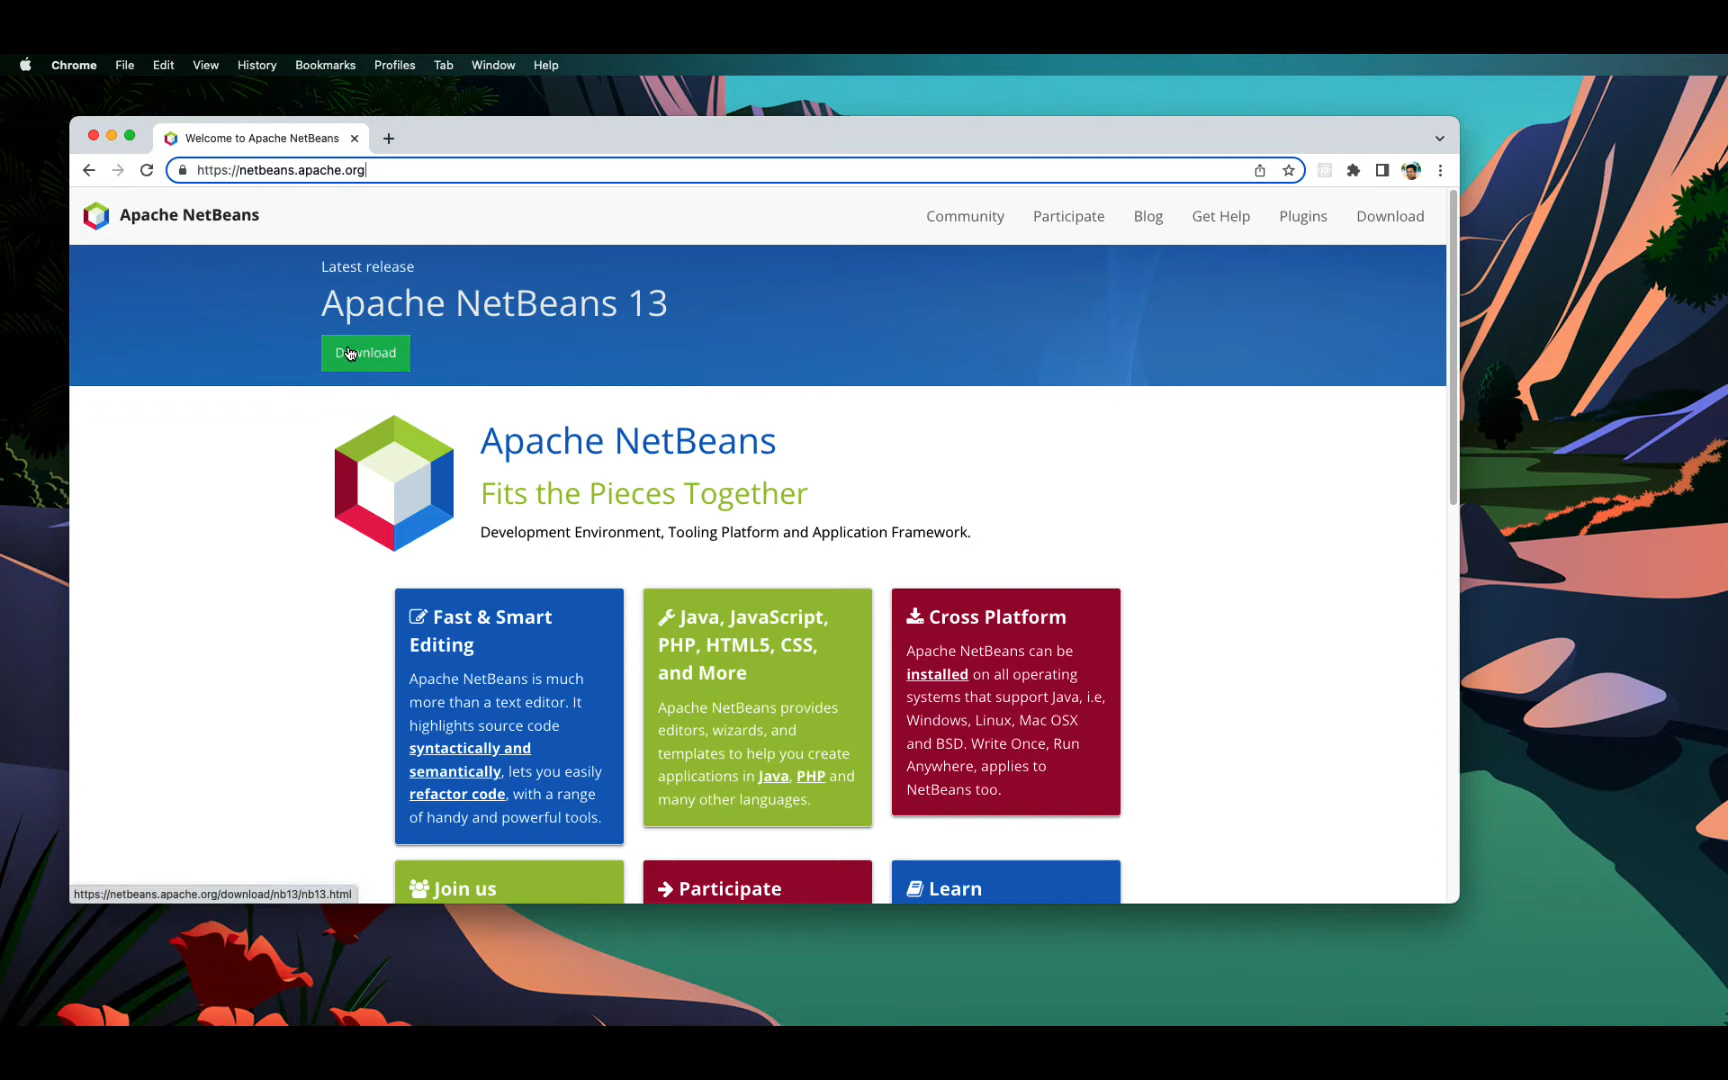 Chrome File Edit View History Bookmarks Profiles Tab Window Help
Welcome to Apache NetBeans
https://netbeans.apache.org
Apache NetBeans
Community Participate Blog Get Help Plugins Download
Latest release
Apache NetBeans 13
Download
Apache NetBeans
Fits the Pieces Together
Development Environment, Tooling Platform and Application Framework.
Fast & Smart
Editing
Apache NetBeans is much
more than a text editor. It
highlights source code
syntactically and
semantically, lets you easily
refactor code, with a range
of handy and powerful tools.
Java, JavaScript,
PHP, HTML5, CSS,
and More
Apache NetBeans provides
editors, wizards, and
templates to help you create
applications in Java, PHP and
many other languages.
Cross Platform
Apache NetBeans can be
installed on all operating
systems that support Java, i.e,
Windows, Linux, Mac OSX
and BSD. Write Once, Run
Anywhere, applies to
NetBeans too.
Join us
Participate
Learn
https://netbeans.apache.org/download/nb13/nb13.html